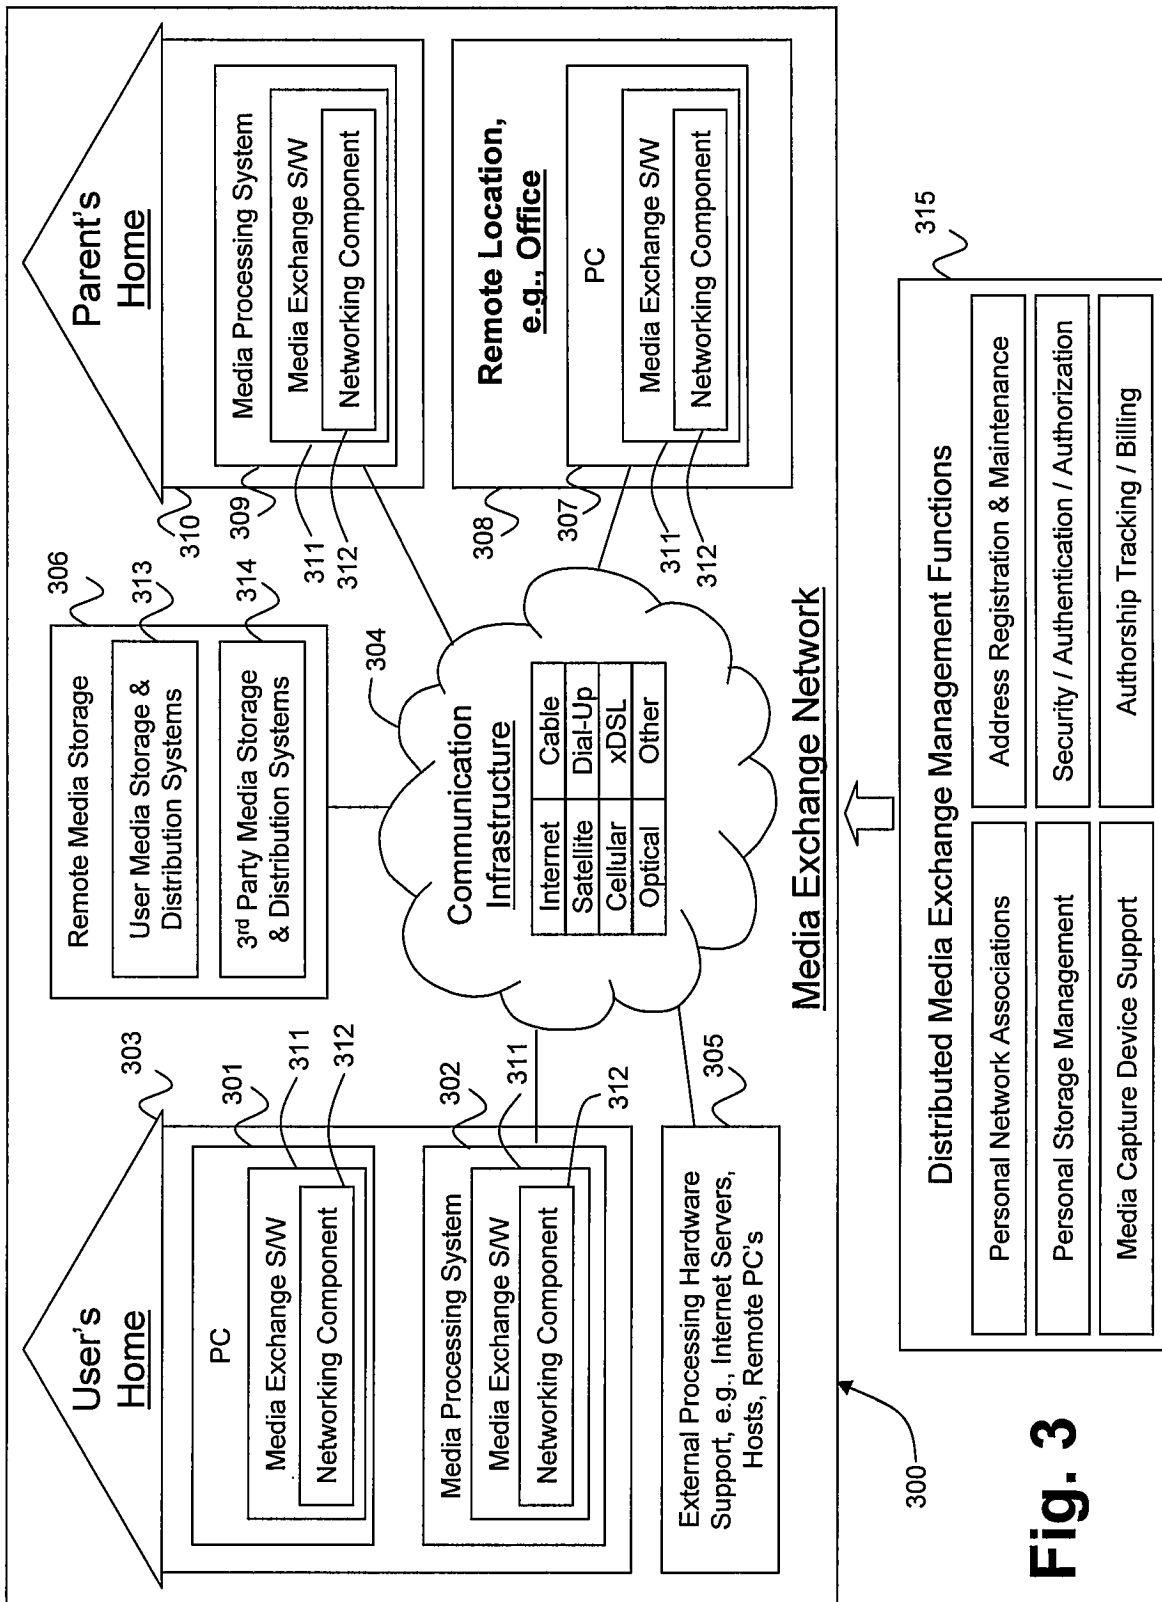 User's
Home
303
PC
301
Media Exchange S/W
311
Networking Component
312
Media Processing System
302
Media Exchange S/W
311
Networking Component
312
External Processing Hardware
Support, e.g., Internet Servers,
Hosts, Remote PC's
305
Remote Media Storage
306
User Media Storage &
Distribution Systems
313
3rd Party Media Storage
& Distribution Systems
314
304
Communication
Infrastructure
Internet Cable
Satellite Dial-Up
Cellular xDSL
Optical Other
Media Exchange Network
Parent's
Home
310
Media Processing System
309
Media Exchange S/W
311
Networking Component
312
Remote Location,
e.g., Office
308
PC
307
Media Exchange S/W
311
Networking Component
312
300
315
Distributed Media Exchange Management Functions
Personal Network Associations
Address Registration & Maintenance
Personal Storage Management
Security / Authentication / Authorization
Media Capture Device Support
Authorship Tracking / Billing
Fig. 3